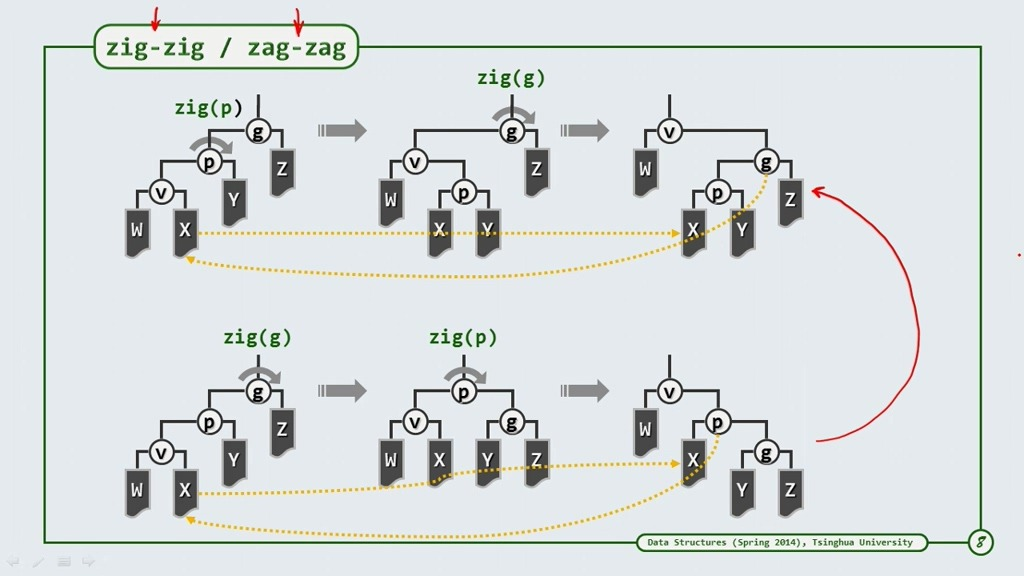 zig-zig / zag-zag
zig(g)
zig(p)
g
g
v
p
Z
v
Z
W
g
v
Y
W
p
p
Z
W
X
X
Y
X
Y
zig(g)
zig(p)
g
p
v
p
Z
v
g
W
p
v
Y
W
X
Y
Z
X
g
W
X
Y
Z
Data Structures (Spring 2014), Tsinghua University
8